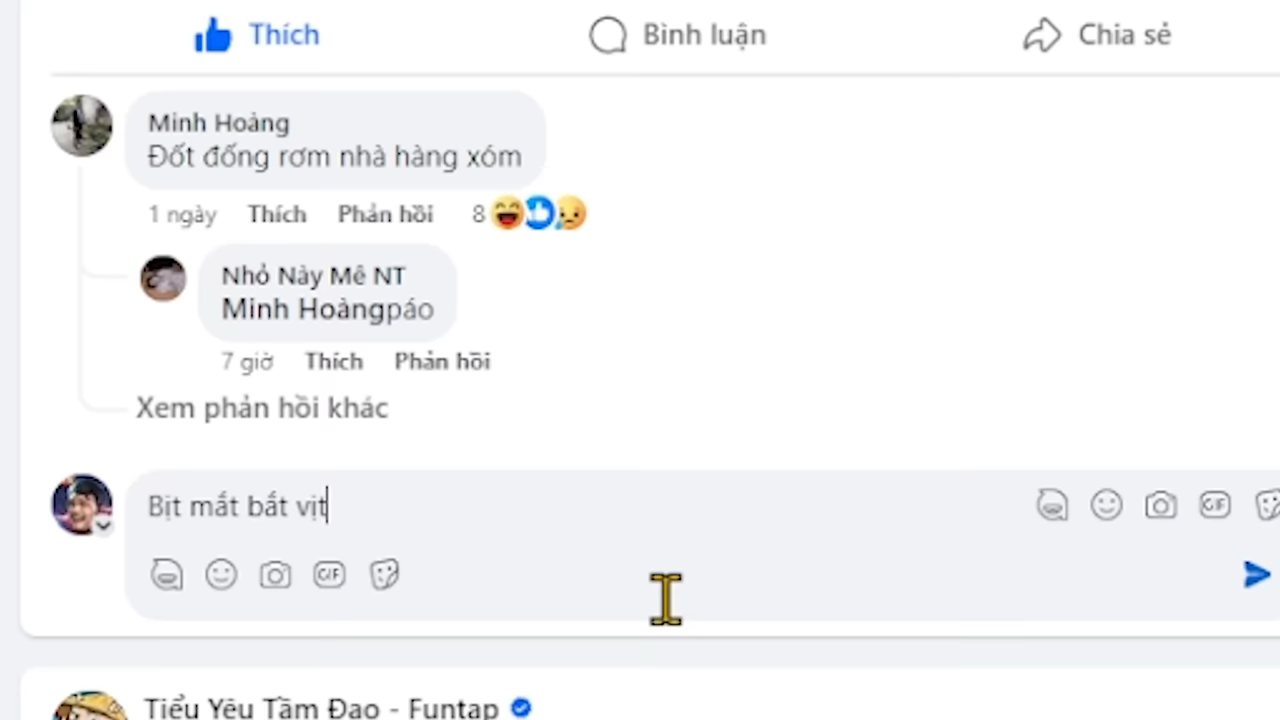 Thích
Bình luận
Chia sẻ
Minh Hoàng
Đốt đống rơm nhà hàng xóm
1 ngày Thích Phản hồi 8
Nhỏ Này Mê NT
Minh Hoàngpáo
7 giờ Thích Phản hồi
Xem phản hồi khác
Bịt mắt bắt vịt
GIF
GIF
Tiểu Yêu Tầm Đạo - Funtap